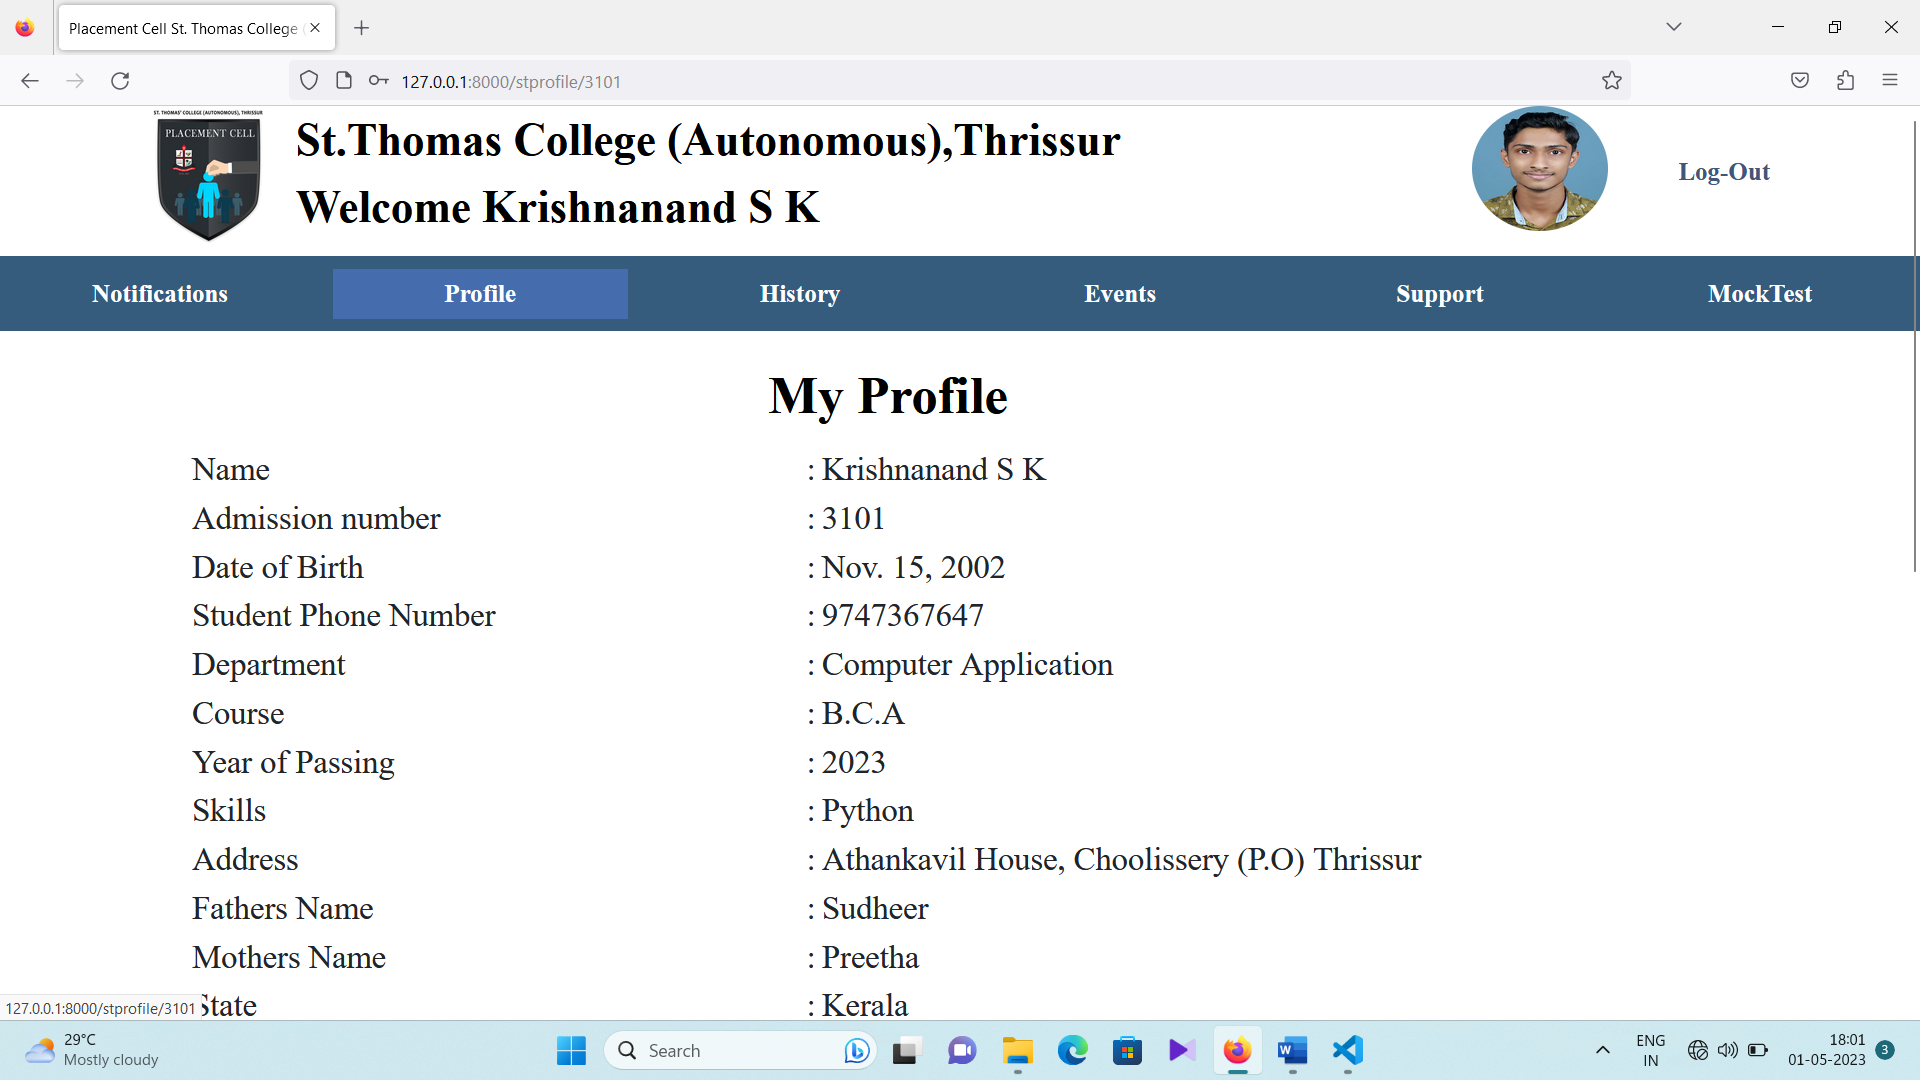 Placement Cell St. Thomas College (
127.0.0.1:8000/stprofile/3101
ST. THOMAS' COLLEGE (AUTONOMOUS), THRISSUR
PLACEMENT CELL
St.Thomas College (Autonomous),Thrissur
Welcome Krishnanand S K
Log-Out
Notifications Profile History Events Support MockTest
My Profile
Name : Krishnanand S K
Admission number : 3101
Date of Birth : Nov. 15, 2002
Student Phone Number : 9747367647
Department : Computer Application
Course : B.C.A
Year of Passing : 2023
Skills : Python
Address : Athankavil House, Choolissery (P.O) Thrissur
Fathers Name : Sudheer
Mothers Name : Preetha
State : Kerala
127.0.0.1:8000/stprofile/3101
29°C
Mostly cloudy
Search
ENG
IN
18:01
01-05-2023
3